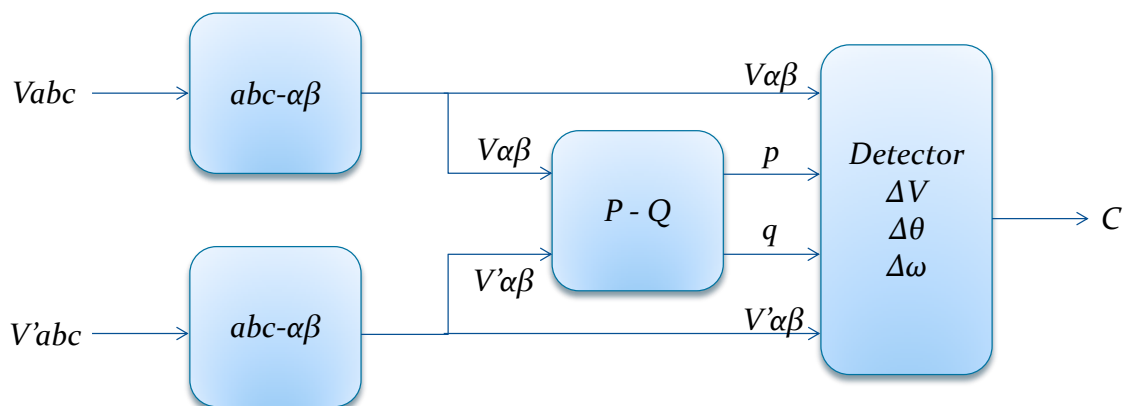 Vabc
abc-αβ
Vαβ
Vαβ
P - Q
p
q
Detector
ΔV
Δθ
Δω
C
V'αβ
V’abc
abc-αβ
V'αβ